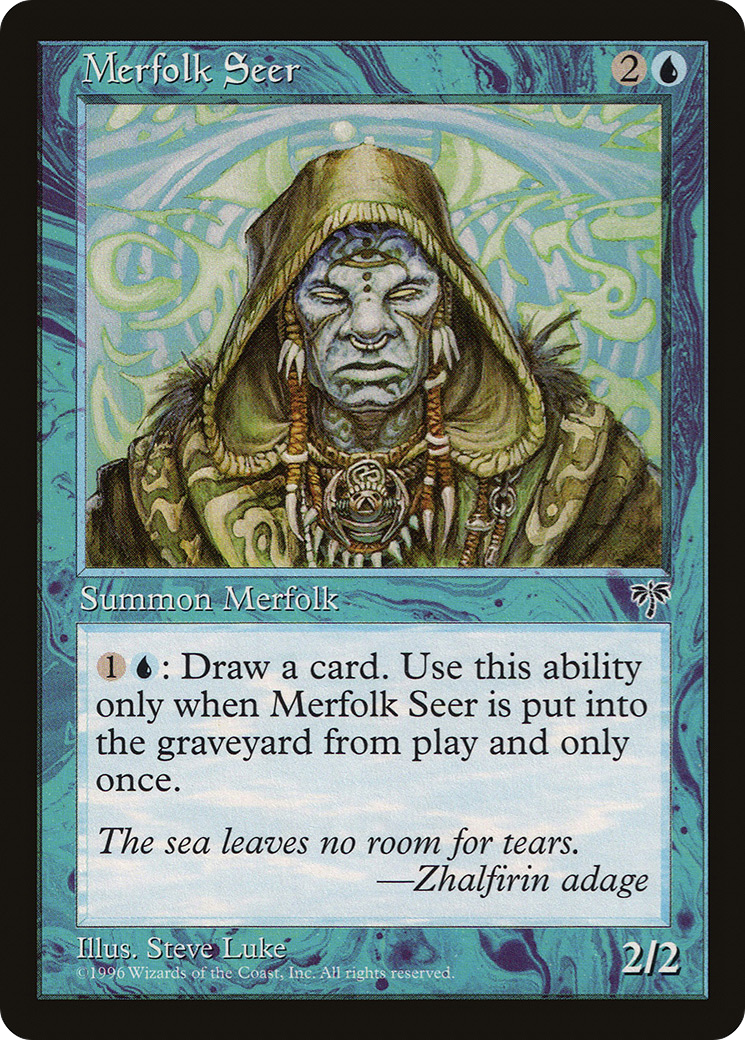 Merfolk Seer 2
Summon Merfolk
1 : Draw a card. Use this ability
only when Merfolk Seer is put into
the graveyard from play and only
once.
The sea leaves no room for tears.
—Zhalfirin adage
Illus. Steve Luke
©1996 Wizards of the Coast, Inc. All rights reserved.
2/2